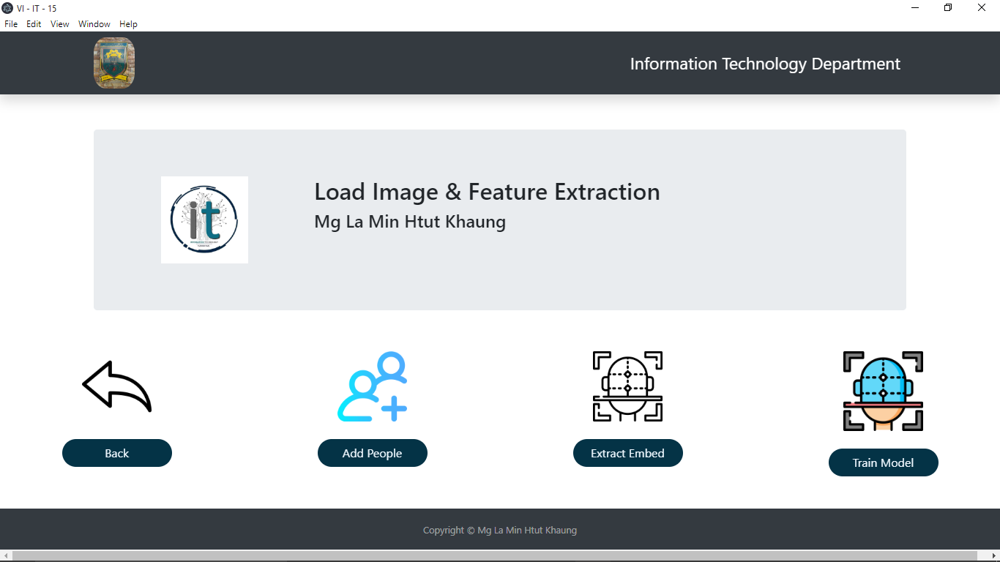 VI - IT - 15
File Edit View Window Help
Information Technology Department
it
Load Image & Feature Extraction
Mg La Min Htut Khaung
Back
Add People
Extract Embed
Train Model
Copyright © Mg La Min Htut Khaung